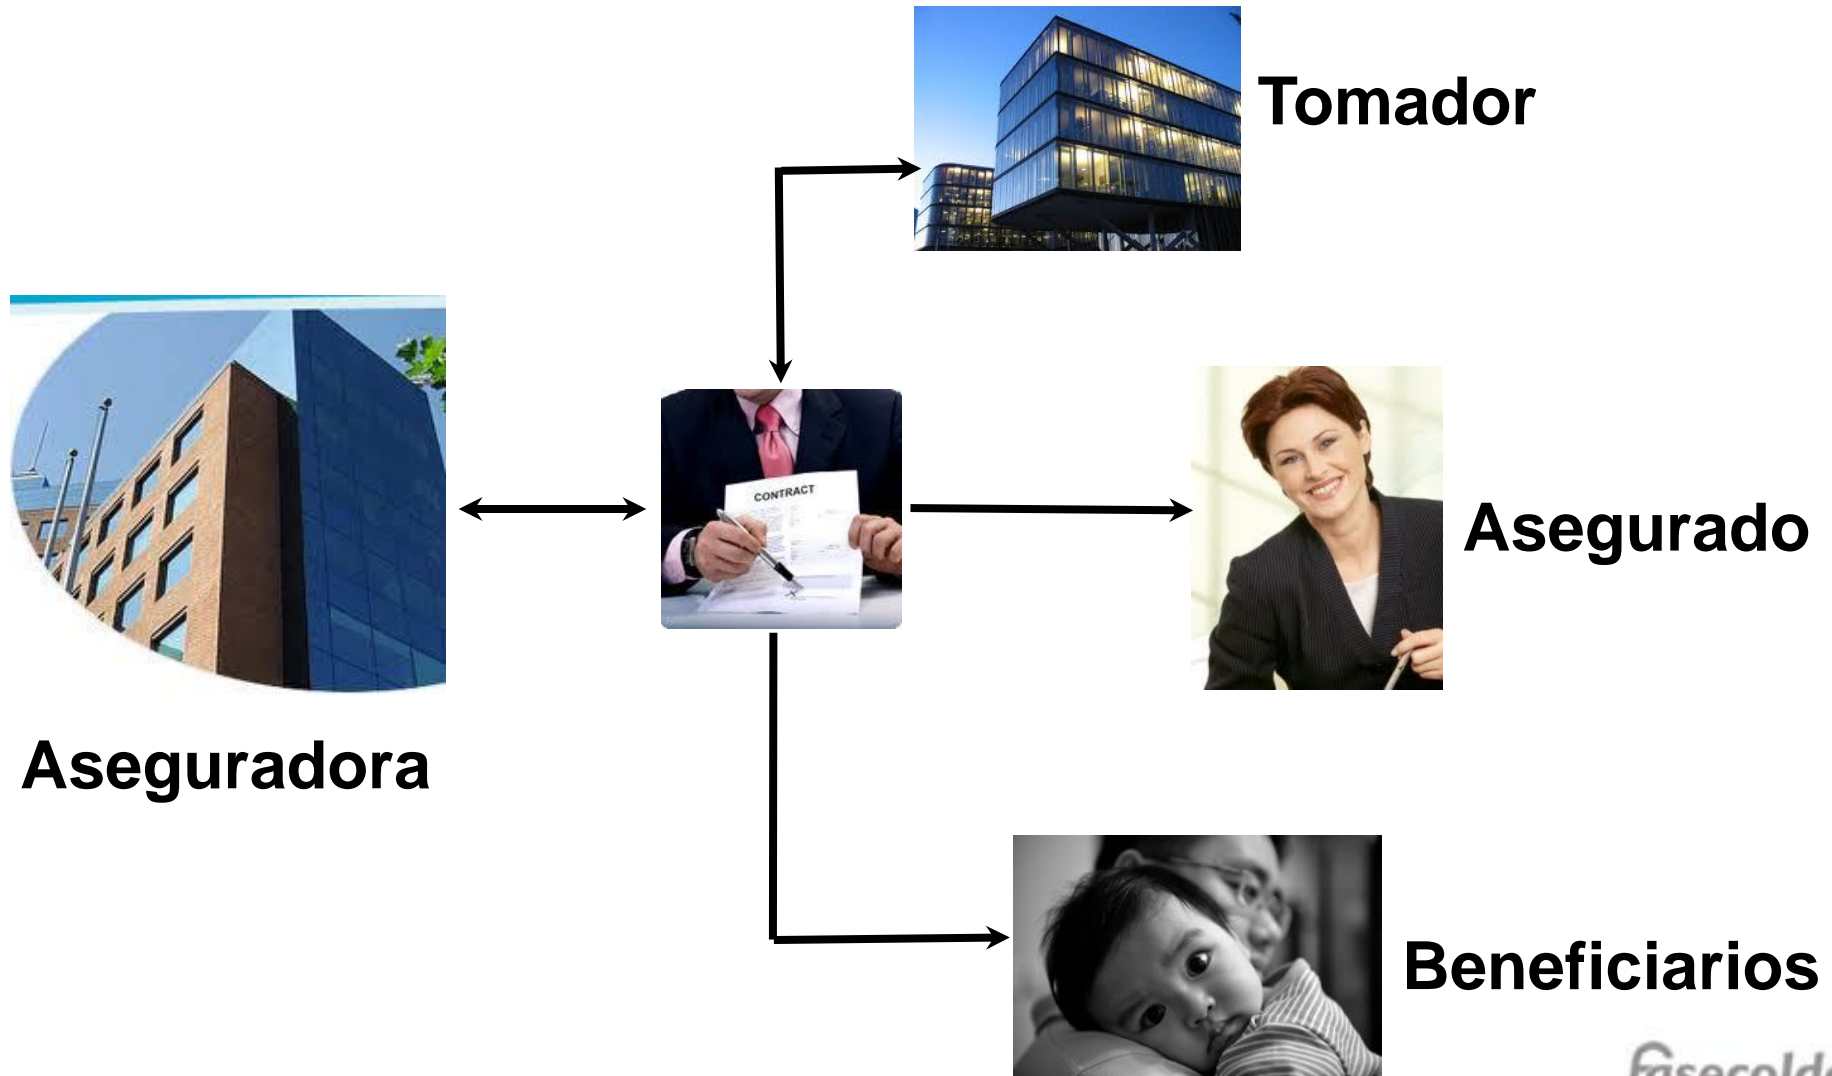 Tomador
CONTRACT
Asegurado
Aseguradora
Beneficiarios